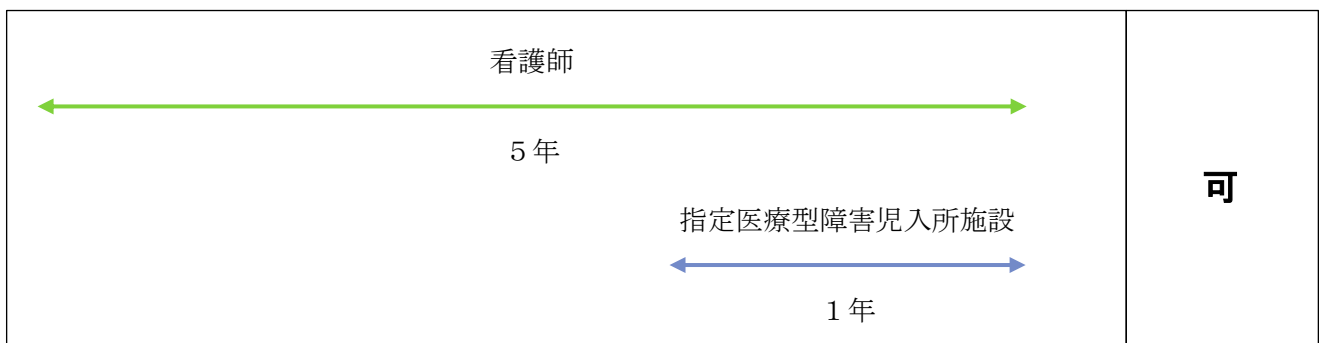 看護師
５年
指定医療型障害児入所施設
１年
可